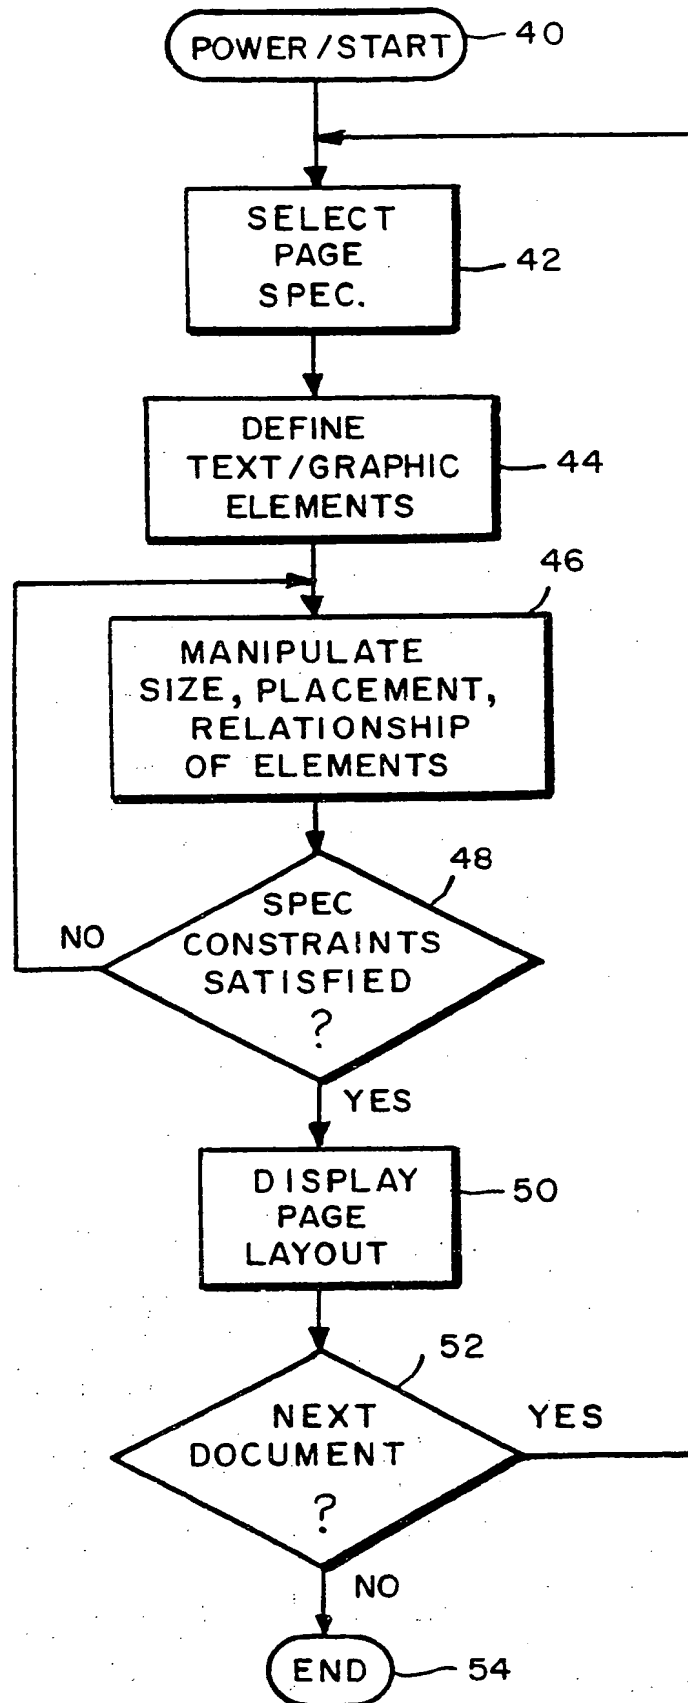 POWER/START
40
SELECT
PAGE
SPEC.
42
DEFINE
TEXT/GRAPHIC
ELEMENTS
44
46
MANIPULATE
SIZE, PLACEMENT,
RELATIONSHIP
OF ELEMENTS
48
SPEC
CONSTRAINTS
SATISFIED
?
NO
YES
DISPLAY
PAGE
LAYOUT
50
52
NEXT
DOCUMENT
?
YES
NO
END
54